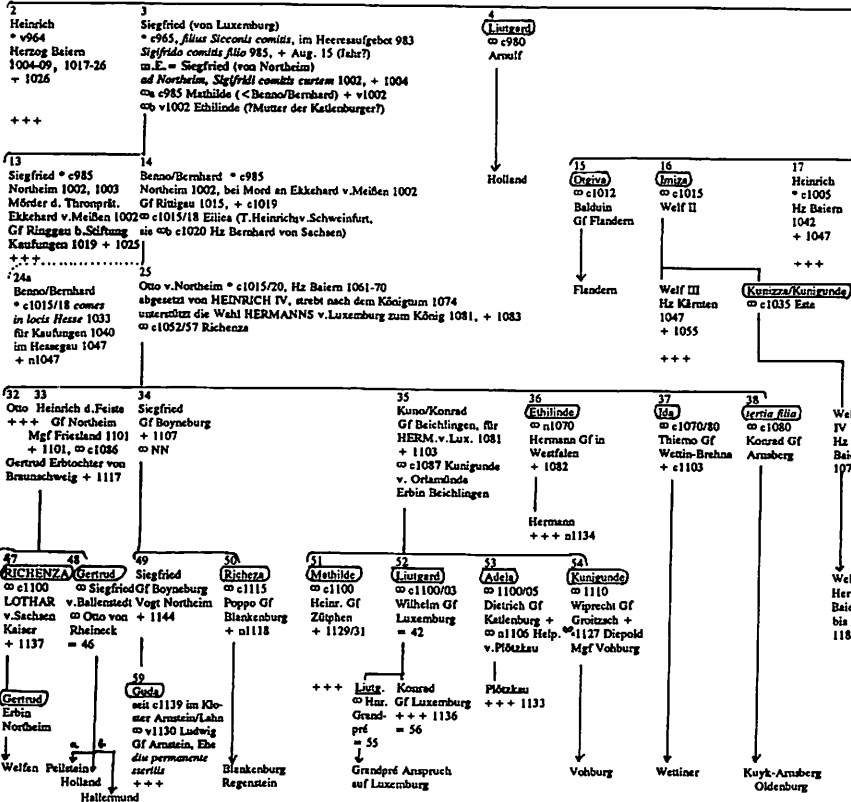 2
Heinrich
* v964
Herzog Baiern
1004-09, 1017-26
+ 1026
+++
3
Siegfried (von Luxemburg)
* c965, filius Sicconis comitis, im Heeresaufgebot 983
Sigifrido comitis filio 985, + Aug. 15 (Jahr?)
m.E. = Siegfried (von Northeim)
ad Northeim, Sigifridi comitis curtem 1002, + 1004
∞a c985 Mathilde (<Benno/Bernhard) + v1002
∞b v1002 Ethilinde (?Mutter der Katlenburger?)
4
Liutgard
∞ c980
Arnulf
Holland
13
Siegfried * c985
Northeim 1002, 1003
Mörder d. Thronprät.
Ekkehard v.Meißen 1002
Gf Ringgau b.Stiftung
Kaufungen 1019 + 1025
+++
14
Benno/Bernhard * c985
Northeim 1002, bei Mord an Ekkehard v.Meißen 1002
Gf Rittigau 1015, + c1019
∞ c1015/18 Eilica (T.Heinrichs v.Schweinfurt,
sie ∞b c1020 Hz Bernhard von Sachsen)
15
Otgiva
∞ c1012
Balduin
Gf Flandern
Flandern
16
Imiza
∞ c1015
Welf II
17
Heinrich
* c1005
Hz Baiern
1042
+ 1047
+++
24a
Benno/Bernhard
* c1015/18 comes
in locis Hesse 1033
für Kaufungen 1040
im Hessegau 1047
+ n1047
25
Otto v.Northeim * c1015/20, Hz Baiern 1061-70
abgesetzt von HEINRICH IV, strebt nach dem Königtum 1074
unterstützt die Wahl HERMANNS v.Luxemburg zum König 1081, + 1083
∞ c1052/57 Richenza
Welf III
Hz Kärnten
1047
+ 1055
+++
Kunizza/Kunigunde
∞ c1035 Este
32
Otto
+++
33
Heinrich d.Feiste
Gf Northeim
Mgf Friesland 1101
+ 1101, ∞ c1086
Gertrud Erbtochter von
Braunschweig + 1117
34
Siegfried
Gf Boyneburg
+ 1107
∞ NN
35
Kuno/Konrad
Gf Beichlingen, für
HERM.v.Lux. 1081
+ 1103
∞ c1087 Kunigunde
v. Orlamünde
Erbin Beichlingen
36
Ethilinde
∞ n1070
Hermann Gf in
Westfalen
+ 1082
Hermann
+++ n1134
37
Ida
∞ c1070/80
Thiemo Gf
Wettin-Brehna
+ c1103
38
tertia filia
∞ c1080
Konrad Gf
Arnsberg
Wel
IV
Hz
Bai
107
47
RICHENZA
∞ c1100
LOTHAR
v.Sachsen
Kaiser
+ 1137
48
Gertrud
∞ Siegfried
v.Ballenstedt
∞ Otto von
Rheineck
= 46
49
Siegfried
Gf Boyneburg
Vogt Northeim
+ 1144
50
Richeza
∞ c1115
Poppo Gf
Blankenburg
+ n1118
51
Mathilde
∞ c1100
Heinr. Gf
Zütphen
+ 1129/31
+++
52
Liutgard
∞ c1100/03
Wilhelm Gf
Luxemburg
= 42
53
Adela
∞ 1100/05
Dietrich Gf
Katlenburg +
∞ n1106 Help.
v.Plötzkau
54
Kunigunde
∞ 1110
Wiprecht Gf
Groitzsch +
∞ 1127 Diepold
Mgf Vohburg
Wel
Her
Baie
bis
118
Gertrud
Erbin
Northeim
59
Guda
seit c1139 im Klo-
ster Arnstein/Lahn
∞ v1130 Ludwig
Gf Arnstein, Ehe
diu permanente
sterilis
+++
Liutg.
∞ Hnr.
Grand-
pré
= 55
Konrad
Gf Luxemburg
+++ 1136
= 56
Plötzkau
+++ 1133
a.
b.
Welfen
Peilstein
Holland
Hallermund
Blankenburg
Regenstein
Grandpré Anspruch
auf Luxemburg
Vohburg
Wettiner
Kuyk-Arnsberg
Oldenburg